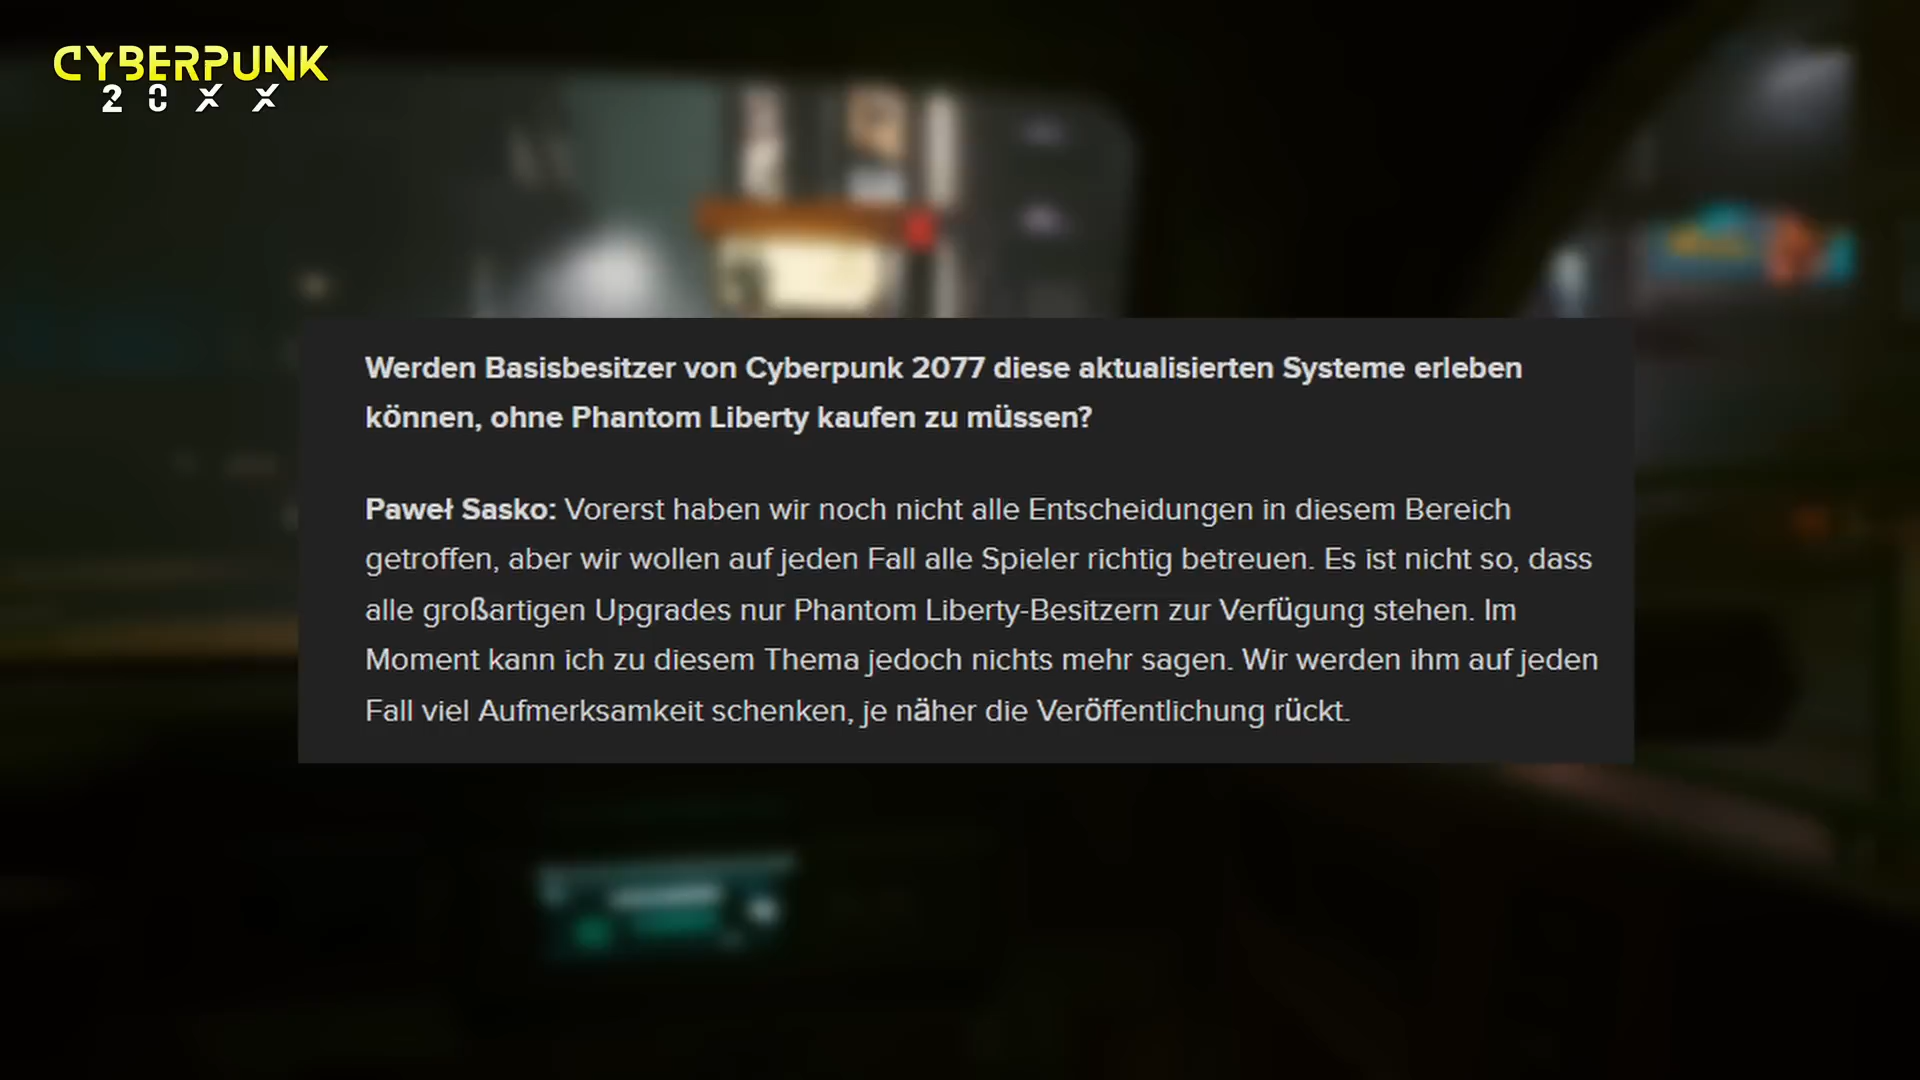 CYBERPUNK
20XX
Werden Basisbesitzer von Cyberpunk 2077 diese aktualisierten Systeme erleben
können, ohne Phantom Liberty kaufen zu müssen?
Paweł Sasko: Vorerst haben wir noch nicht alle Entscheidungen in diesem Bereich
getroffen, aber wir wollen auf jeden Fall alle Spieler richtig betreuen. Es ist nicht so, dass
alle großartigen Upgrades nur Phantom Liberty-Besitzern zur Verfügung stehen. Im
Moment kann ich zu diesem Thema jedoch nichts mehr sagen. Wir werden ihm auf jeden
Fall viel Aufmerksamkeit schenken, je näher die Veröffentlichung rückt.